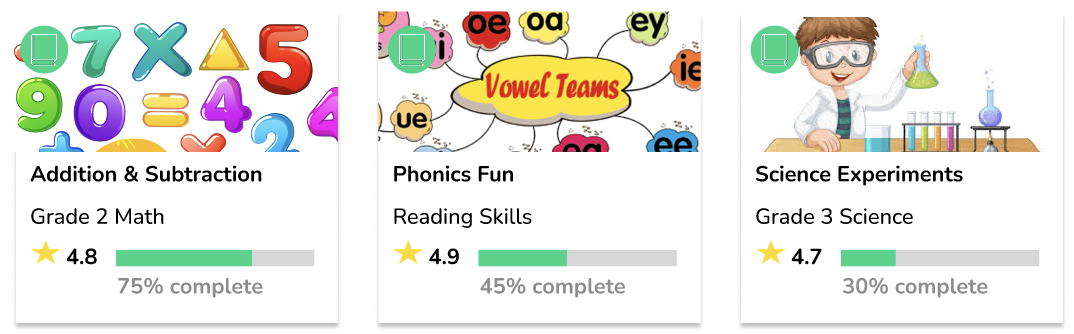 7 X 5
9 0 = 4
2
i oe oa ey
Vowel Teams
ie
ue
oa ee
Addition & Subtraction
Grade 2 Math
4.8
75% complete
Phonics Fun
Reading Skills
4.9
45% complete
Science Experiments
Grade 3 Science
4.7
30% complete